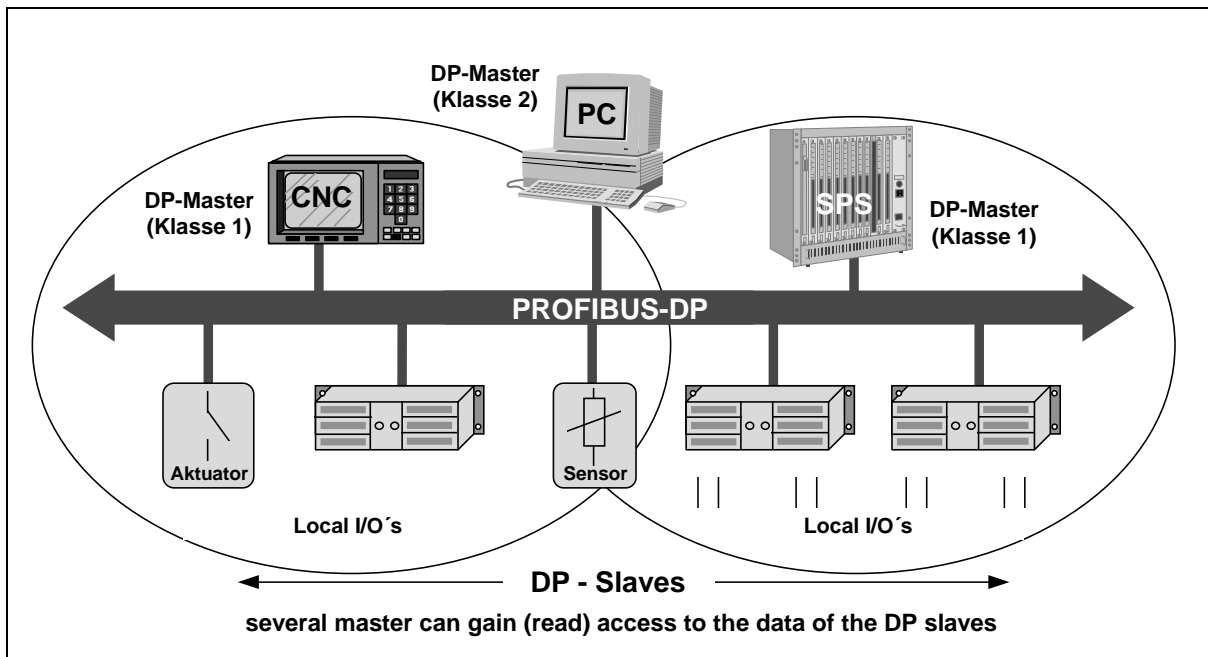 DP-Master
(Klasse 2)
PC
CNC
1 2 3
4 5 6
7 8 9
0
DP-Master
(Klasse 1)
SPS
DP-Master
(Klasse 1)
PROFIBUS-DP
Aktuator
Sensor
Local I/O´s
Local I/O´s
DP - Slaves
several master can gain (read) access to the data of the DP slaves